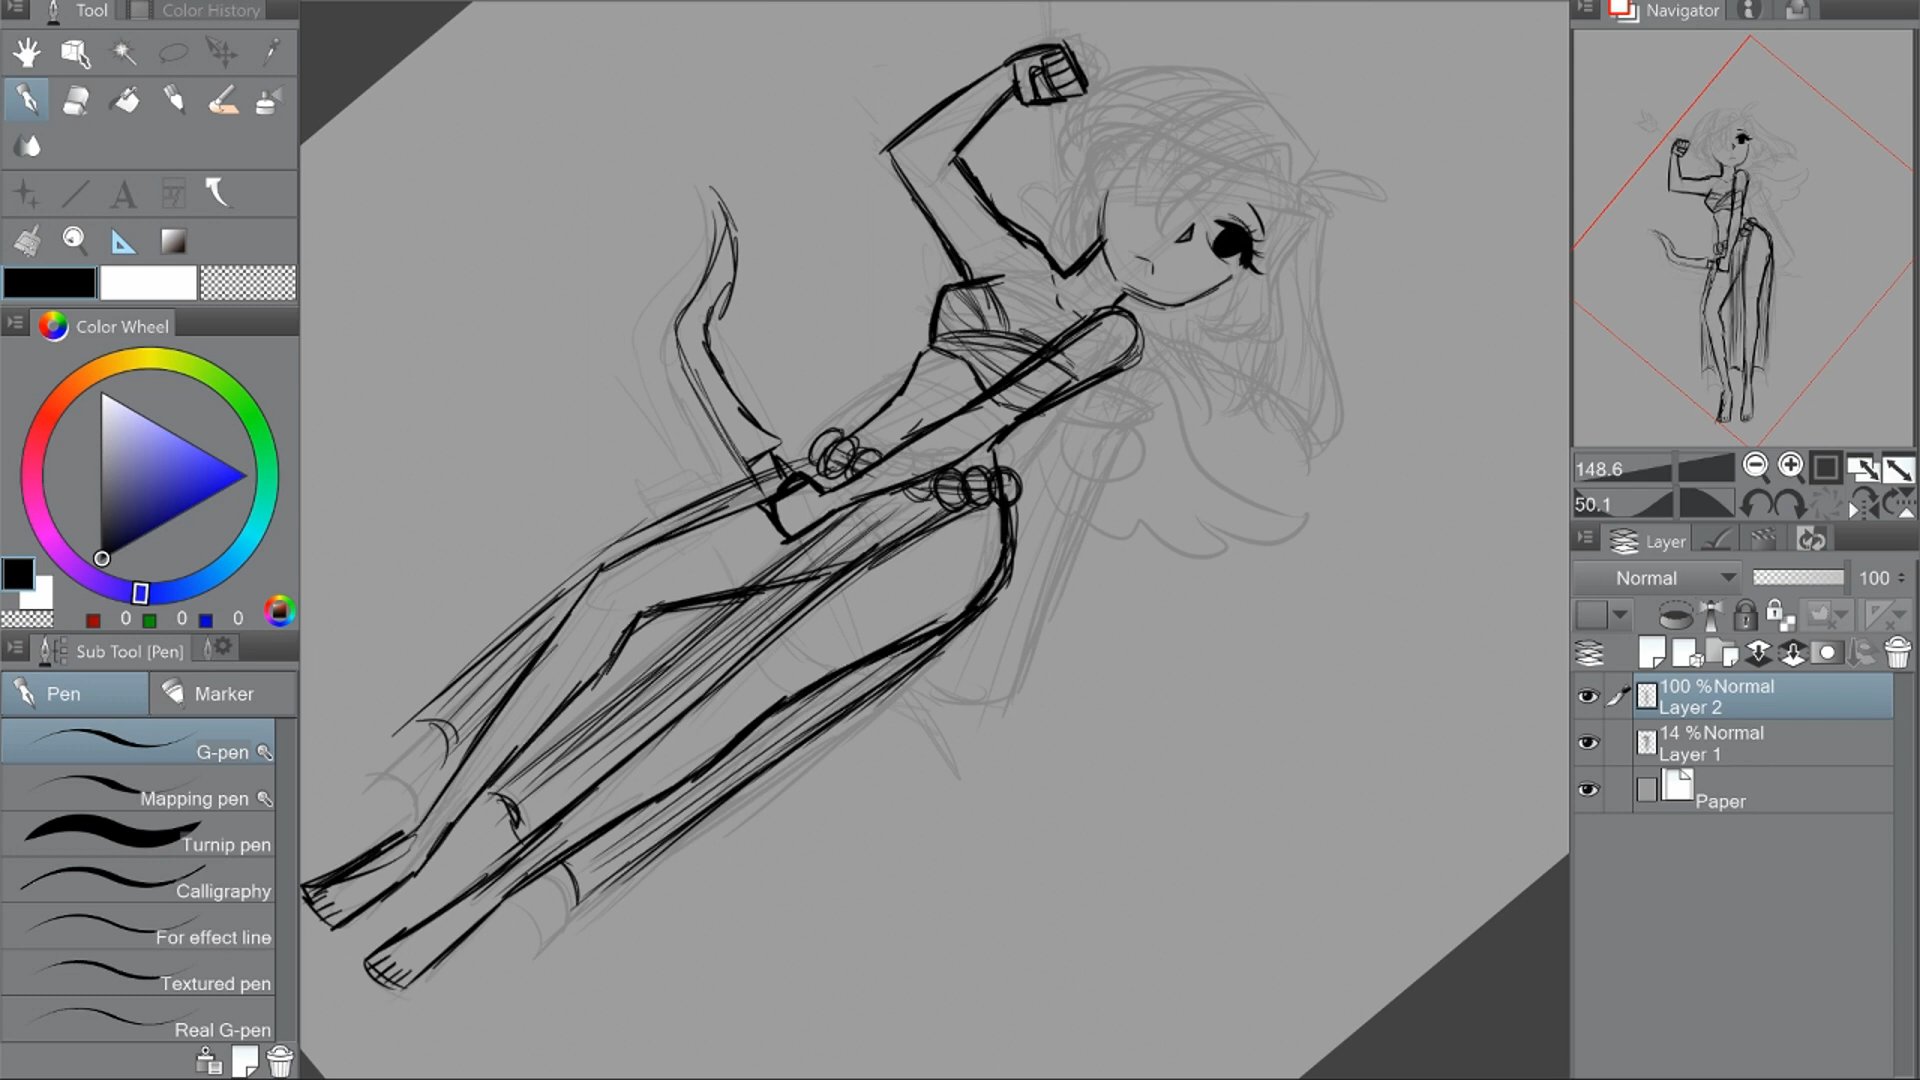 Tool
Color History
Color Wheel
0 0 0
Sub Tool [Pen]
Pen
Marker
G-pen
Mapping pen
Turnip pen
Calligraphy
For effect line
Textured pen
Real G-pen
Navigator
148.6
50.1
Layer
Normal
100
100 %Normal
Layer 2
14 %Normal
Layer 1
Paper